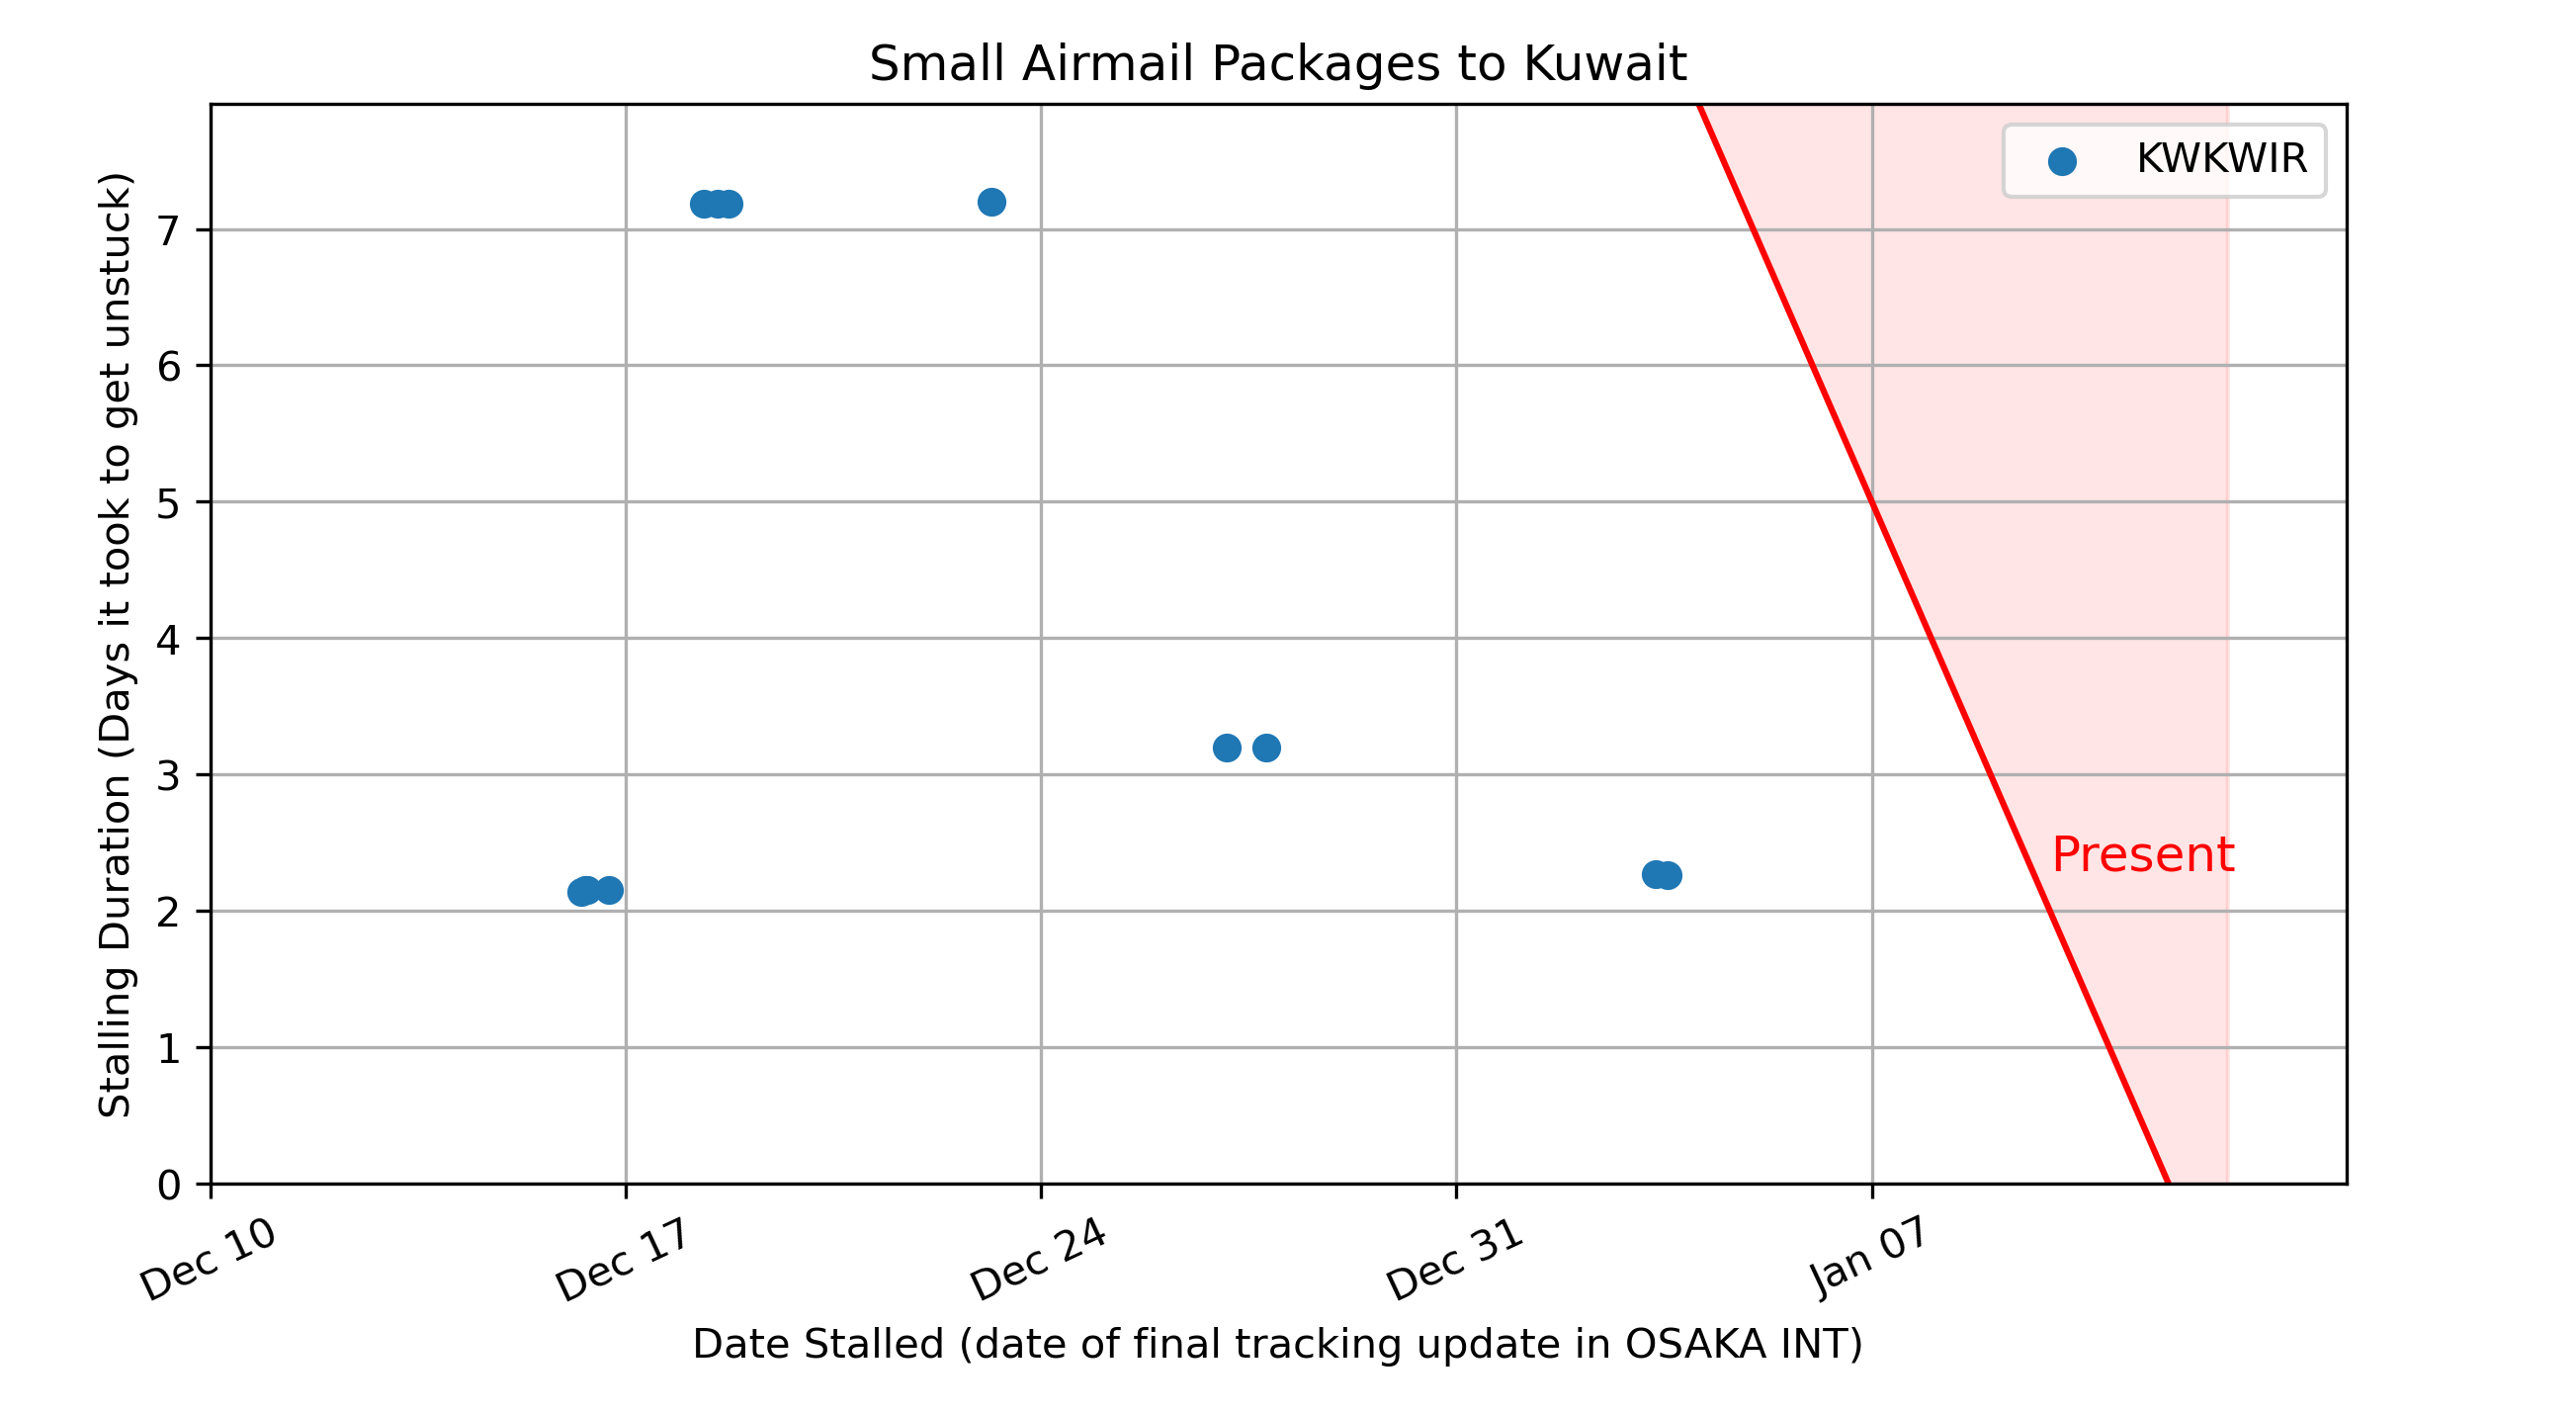 Small Airmail Packages to Kuwait
KWKWIR
Stalling Duration (Days it took to get unstuck)
7
6
5
4
3
2
1
0
Present
Dec 10
Dec 17
Dec 24
Dec 31
Jan 07
Date Stalled (date of final tracking update in OSAKA INT)